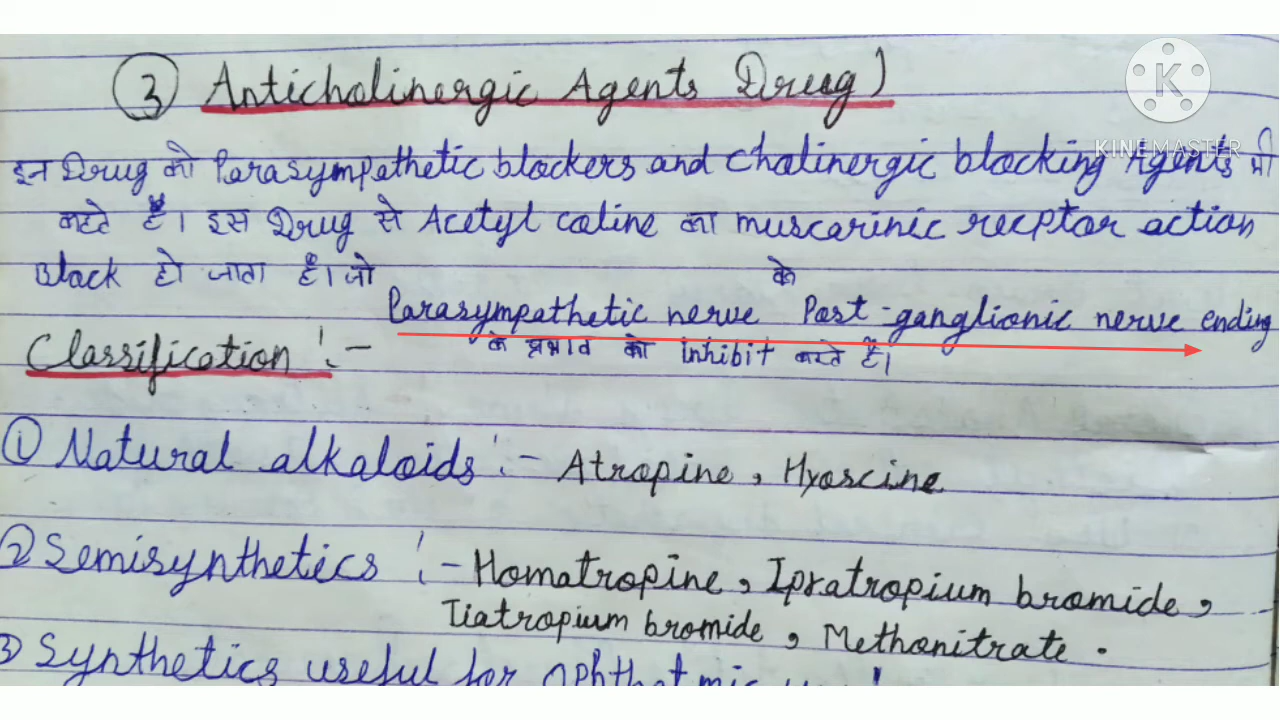 ③ Anticholinergic Agents Drug)
KINEMASTER
इन Drug को Parasympathetic blockers and cholinergic blocking Agents भी
कहते हैं। इस Drug से Acetyl coline का muscarinic receptor action
Block हो जाता है। जो
Parasympathetic nerve के Post-ganglionic nerve ending
के प्रभाव को inhibit करते हैं।
Classification :-
① Natural alkaloids :- Atropine, Hyoscine
② Semisynthetics :- Homatropine, Ipratropium bromide,
Tiatropium bromide, Methonitrate.
③ Synthetics useful for